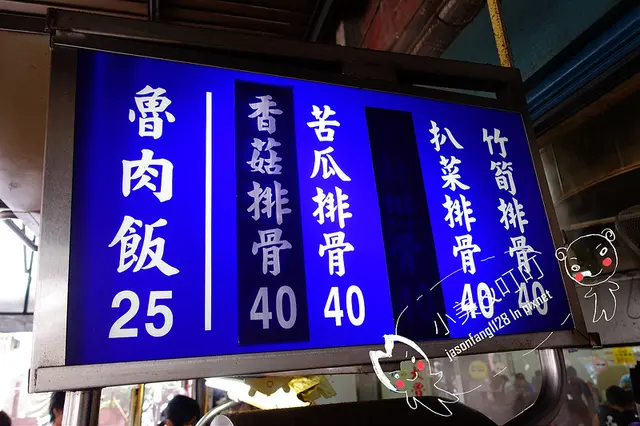 魯肉飯 25
香菇排骨 40
苦瓜排骨 40
扒菜排骨 40
竹筍排骨 40
jasonfang1128 in pixnet